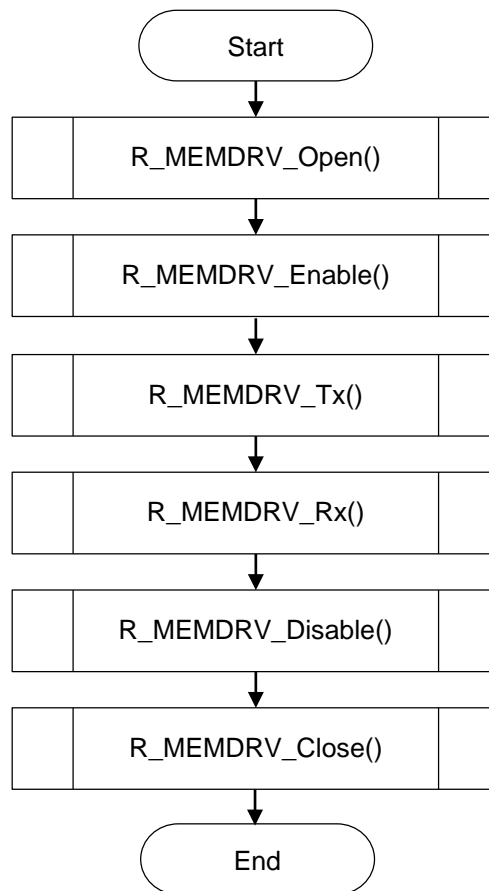 Start
R_MEMDRV_Open()
R_MEMDRV_Enable()
R_MEMDRV_Tx()
R_MEMDRV_Rx()
R_MEMDRV_Disable()
R_MEMDRV_Close()
End